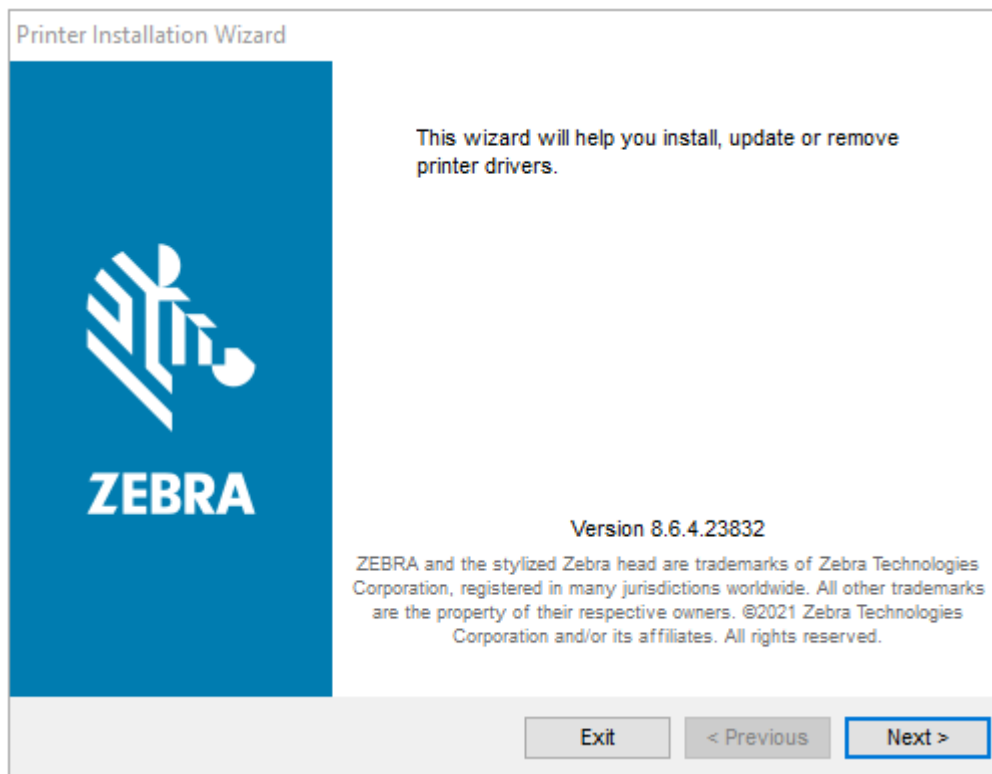 Printer Installation Wizard
This wizard will help you install, update or remove
printer drivers.
ZEBRA
Version 8.6.4.23832
ZEBRA and the stylized Zebra head are trademarks of Zebra Technologies
Corporation, registered in many jurisdictions worldwide. All other trademarks
are the property of their respective owners. ©2021 Zebra Technologies
Corporation and/or its affiliates. All rights reserved.
Exit
< Previous
Next >